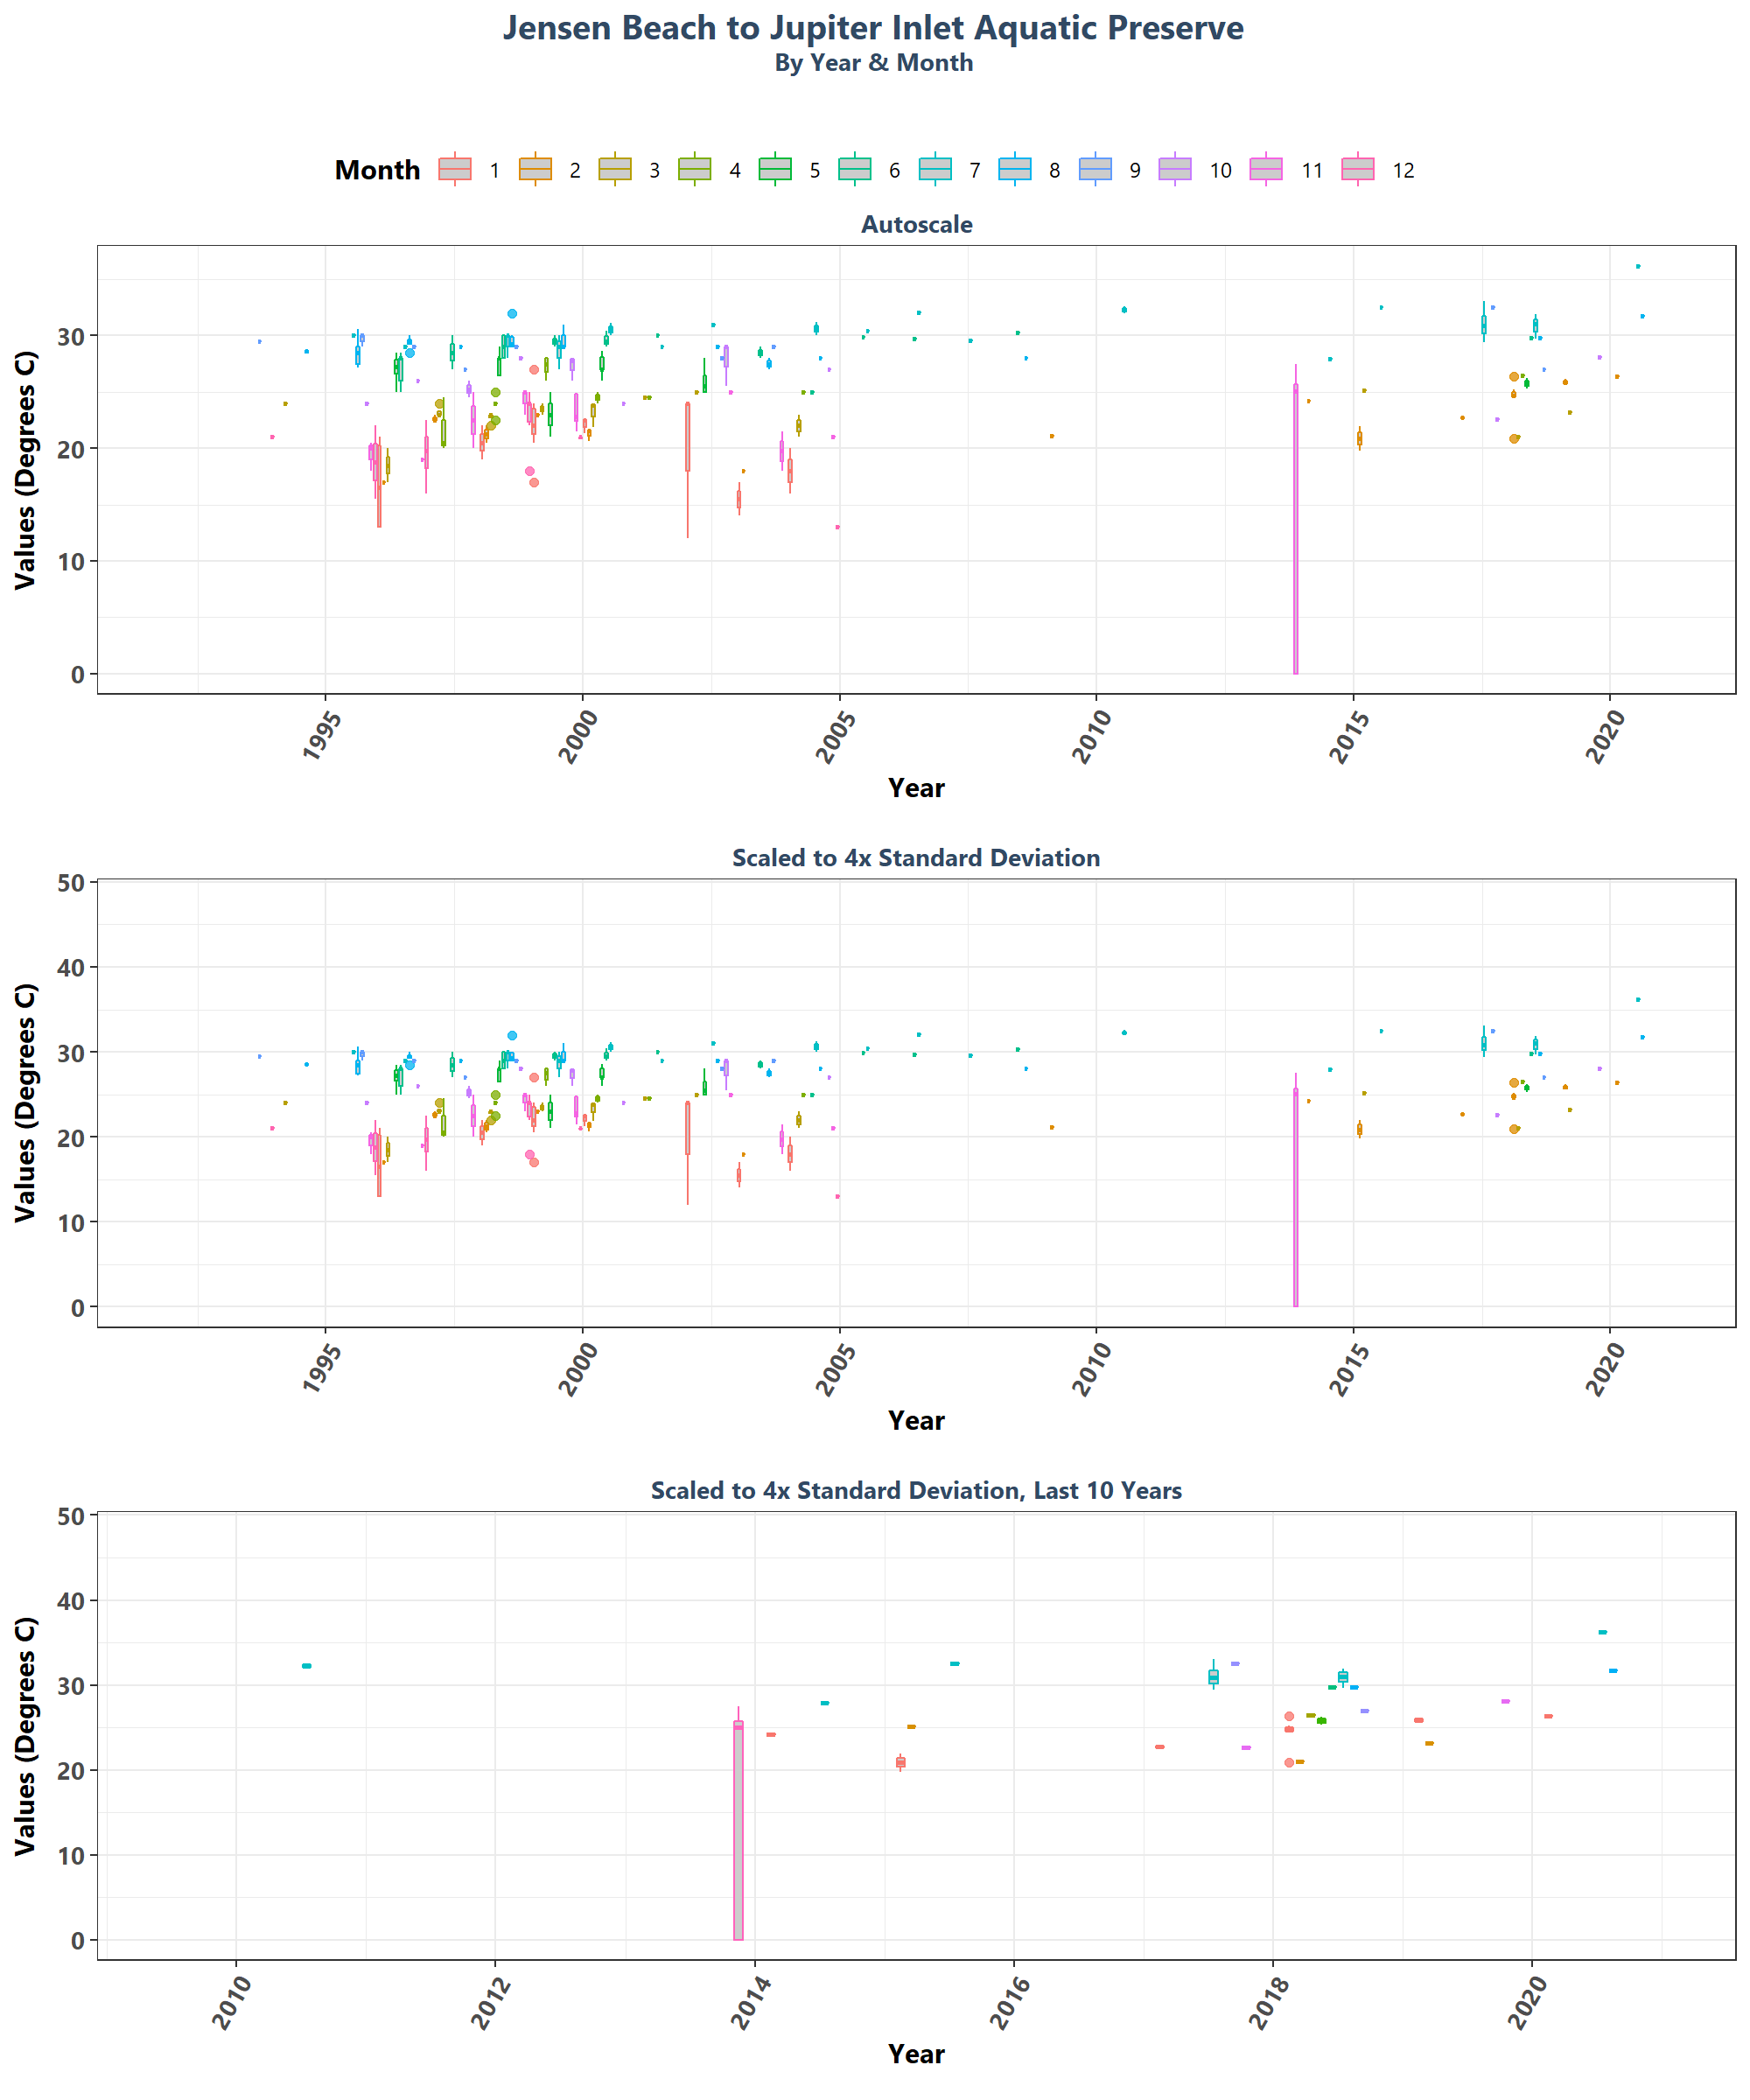 Jensen Beach to Jupiter Inlet Aquatic Preserve
By Year & Month
Month 1 2 3 4 5 6 7 8 9 10 11 12
Autoscale
Values (Degrees C)
30
20
10
0
1995 2000 2005 2010 2015 2020
Year
Scaled to 4x Standard Deviation
Values (Degrees C)
50
40
30
20
10
0
1995 2000 2005 2010 2015 2020
Year
Scaled to 4x Standard Deviation, Last 10 Years
Values (Degrees C)
50
40
30
20
10
0
2010 2012 2014 2016 2018 2020
Year